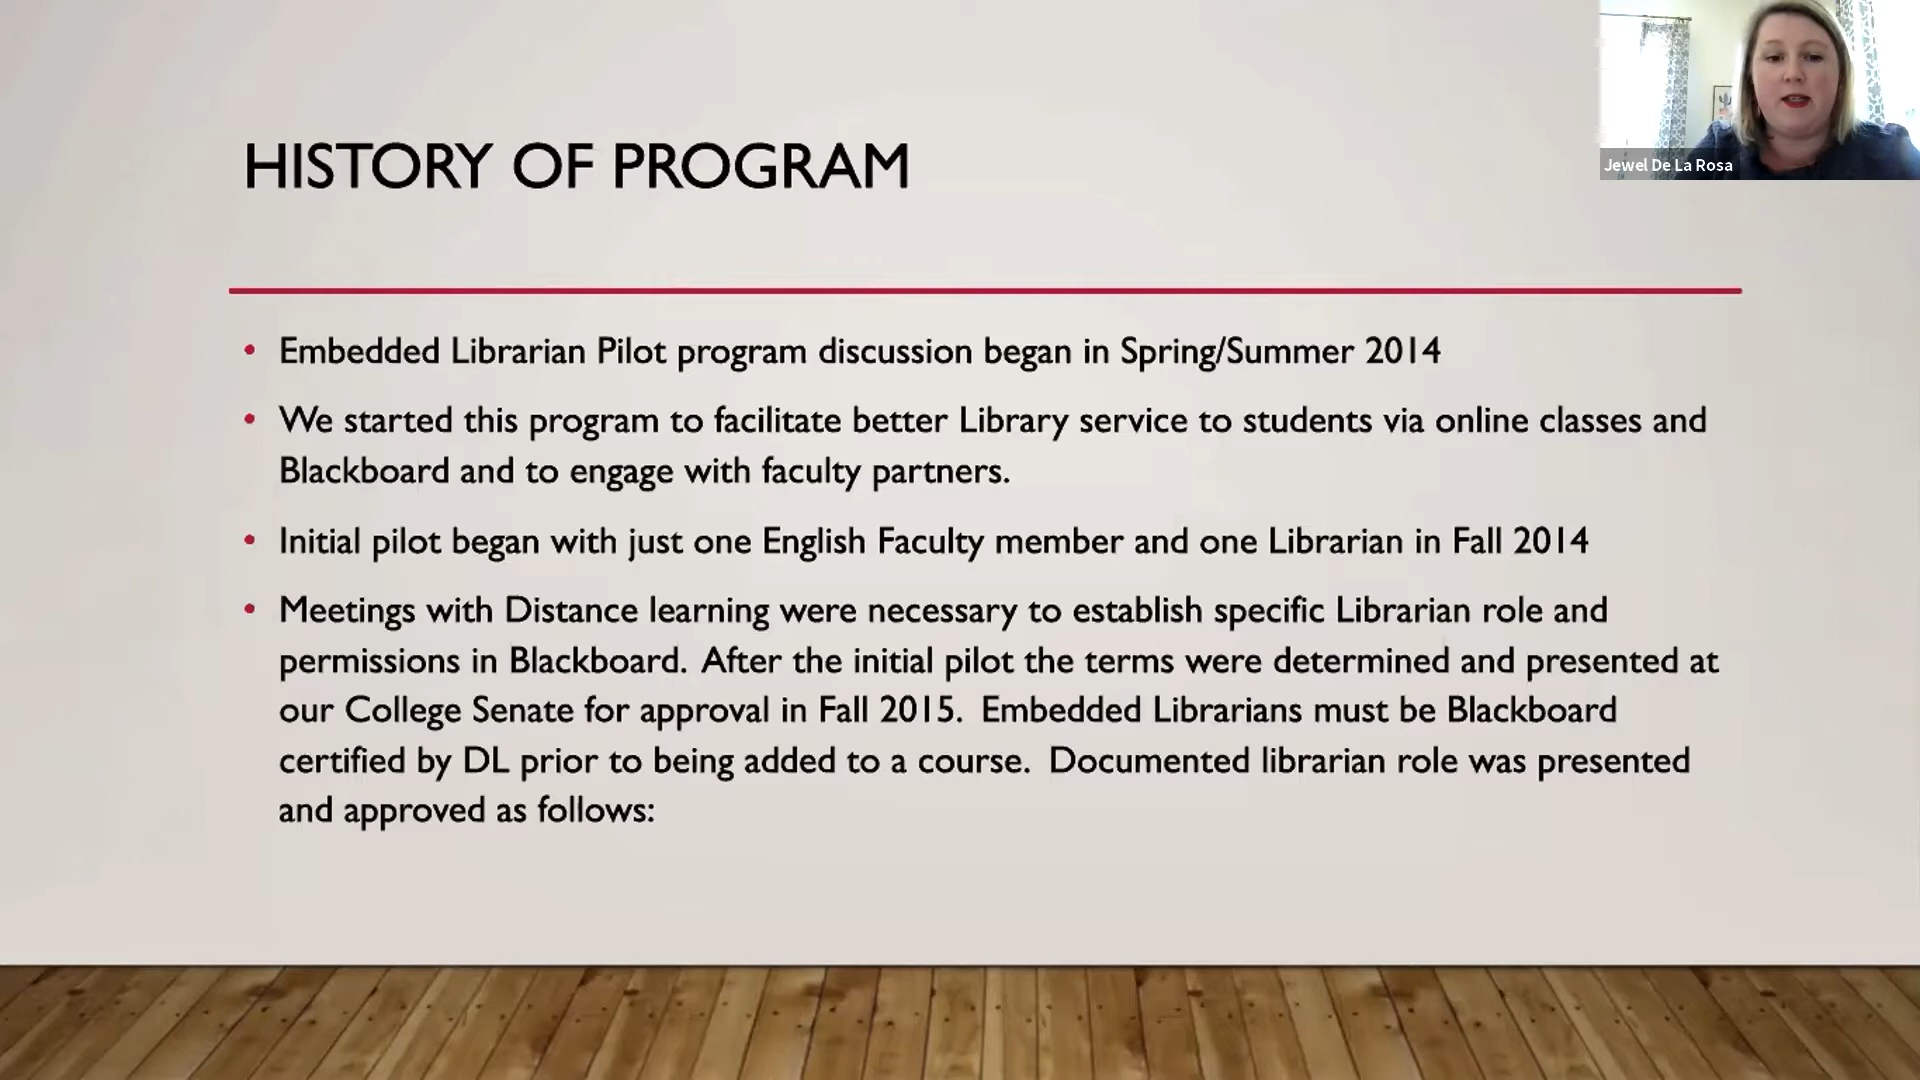 HISTORY OF PROGRAM
Jewel De La Rosa
• Embedded Librarian Pilot program discussion began in Spring/Summer 2014
• We started this program to facilitate better Library service to students via online classes and
Blackboard and to engage with faculty partners.
• Initial pilot began with just one English Faculty member and one Librarian in Fall 2014
• Meetings with Distance learning were necessary to establish specific Librarian role and
permissions in Blackboard. After the initial pilot the terms were determined and presented at
our College Senate for approval in Fall 2015. Embedded Librarians must be Blackboard
certified by DL prior to being added to a course. Documented librarian role was presented
and approved as follows: